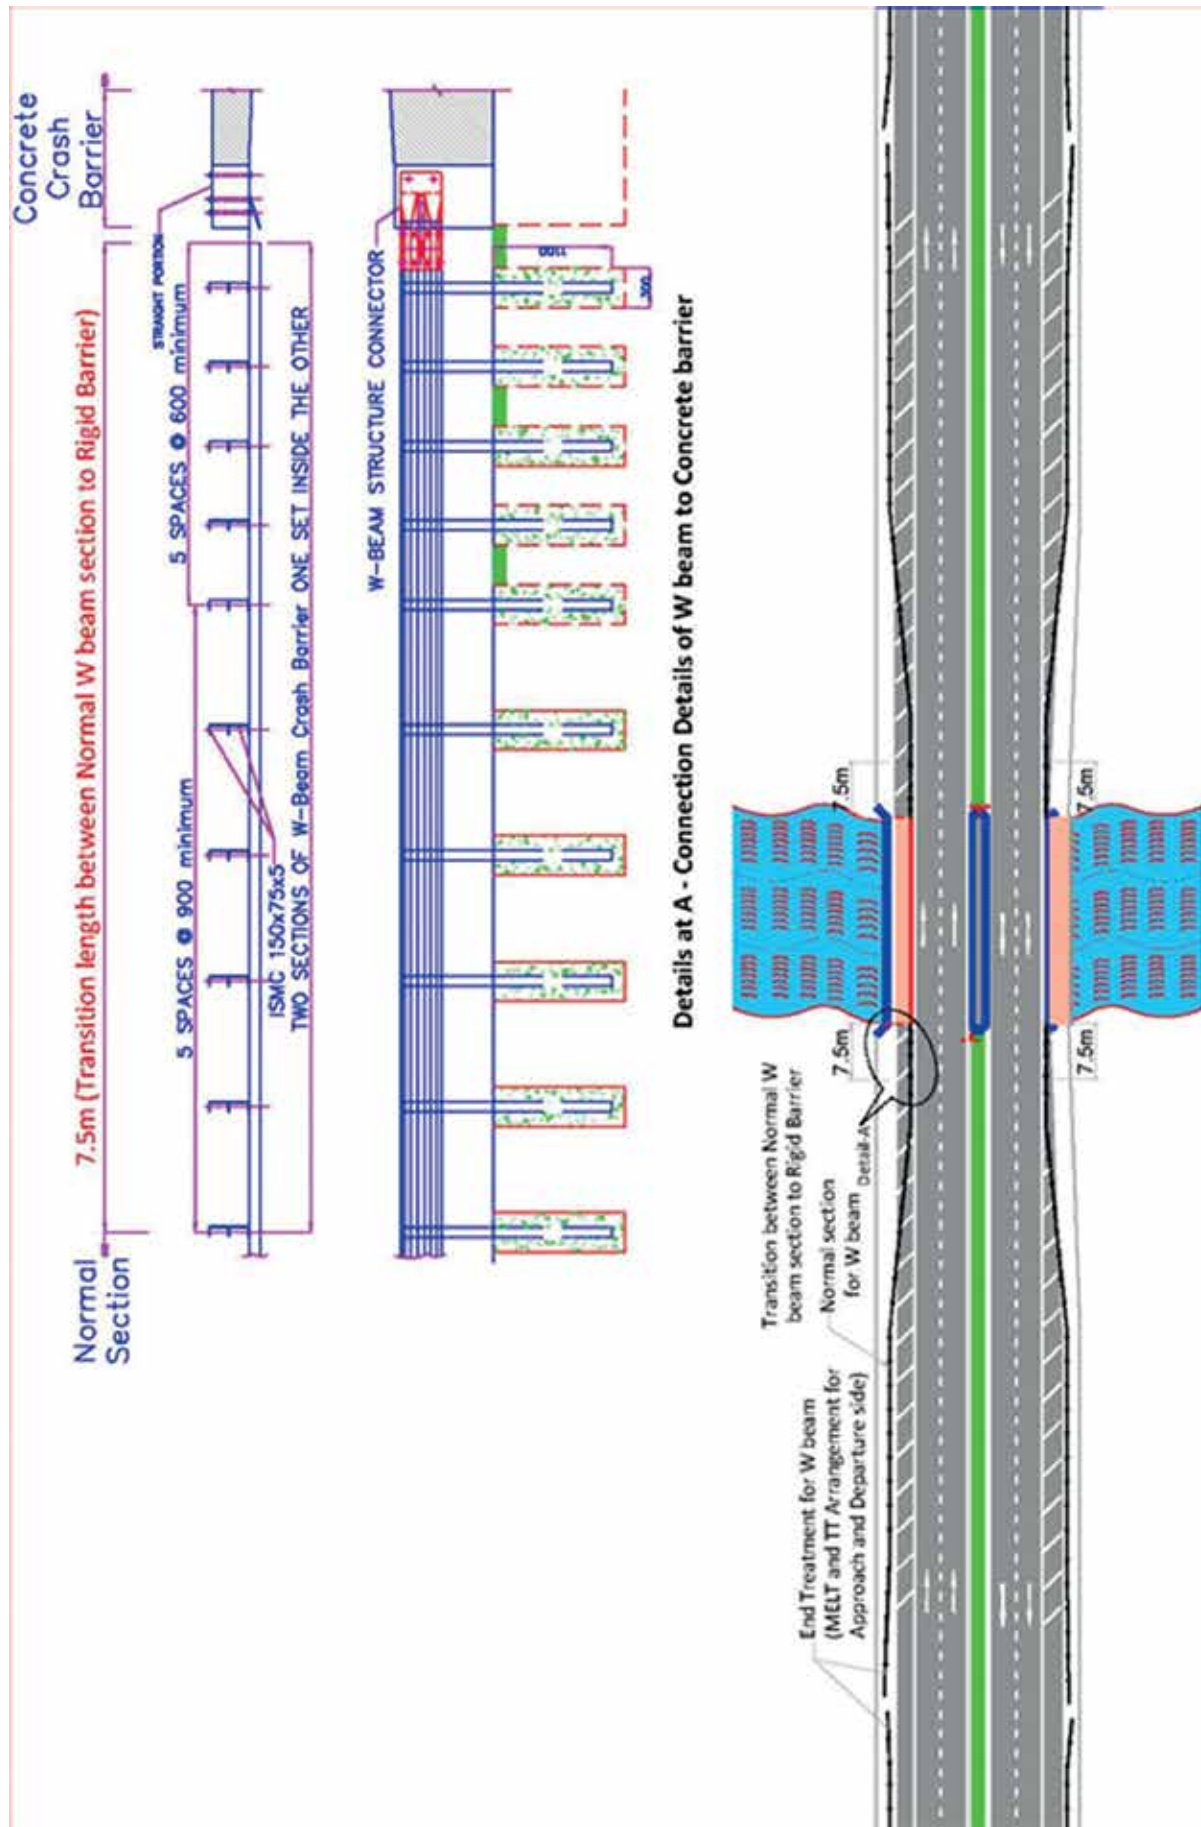 Concrete
Crash
Barrier
7.5m (Transition length between Normal W beam section to Rigid Barrier)
Normal
Section
STRAIGHT PORTION
5 SPACES @ 600 minimum
5 SPACES @ 900 minimum
ISMC 150x75x5
TWO SECTIONS OF W-Beam Crash Barrier ONE SET INSIDE THE OTHER
W-BEAM STRUCTURE CONNECTOR
1100
300
Details at A - Connection Details of W beam to Concrete barrier
7.5m
7.5m
7.5m
7.5m
Transition between Normal W
beam section to Rigid Barrier
Detail-A
Normal section
for W beam
End Treatment for W beam
(MELT and TT Arrangement for
Approach and Departure side)